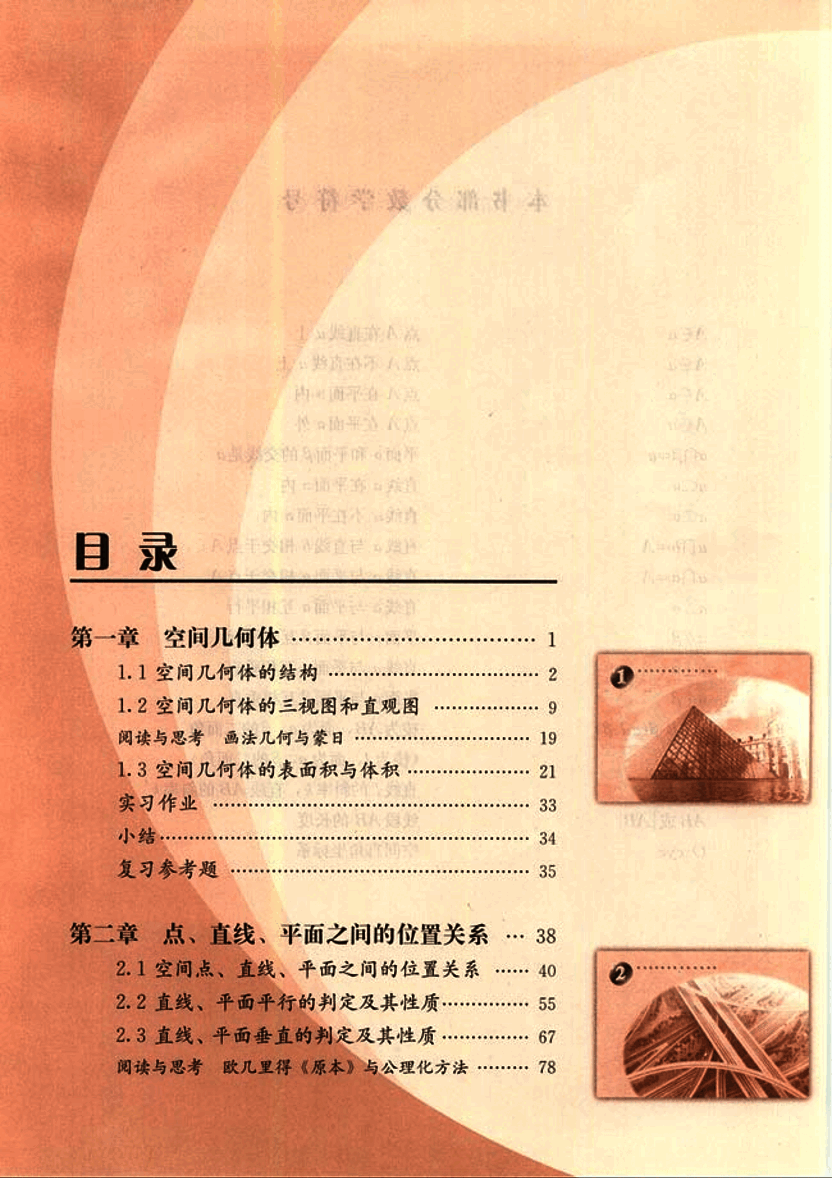 目录
第一章 空间几何体 …………………………… 1
1.1 空间几何体的结构 …………………………… 2
1.2 空间几何体的三视图和直观图 …………… 9
阅读与思考 画法几何与蒙日 ……………………… 19
1.3 空间几何体的表面积与体积 ……………… 21
实习作业 ………………………………………… 33
小结 ……………………………………………… 34
复习参考题 ……………………………………… 35
❶ …………
第二章 点、直线、平面之间的位置关系 … 38
2.1 空间点、直线、平面之间的位置关系 …… 40
2.2 直线、平面平行的判定及其性质 ………… 55
2.3 直线、平面垂直的判定及其性质 ………… 67
阅读与思考 欧几里得《原本》与公理化方法 ……… 78
❷ …………